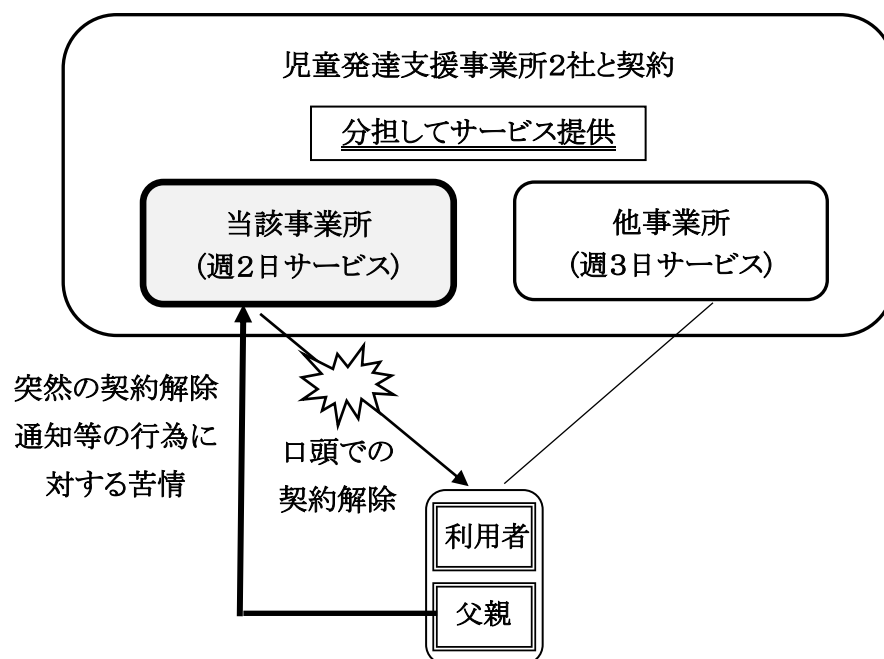 児童発達支援事業所2社と契約
分担してサービス提供
当該事業所
(週2日サービス)
他事業所
(週3日サービス)
突然の契約解除
通知等の行為に
対する苦情
口頭での
契約解除
利用者
父親